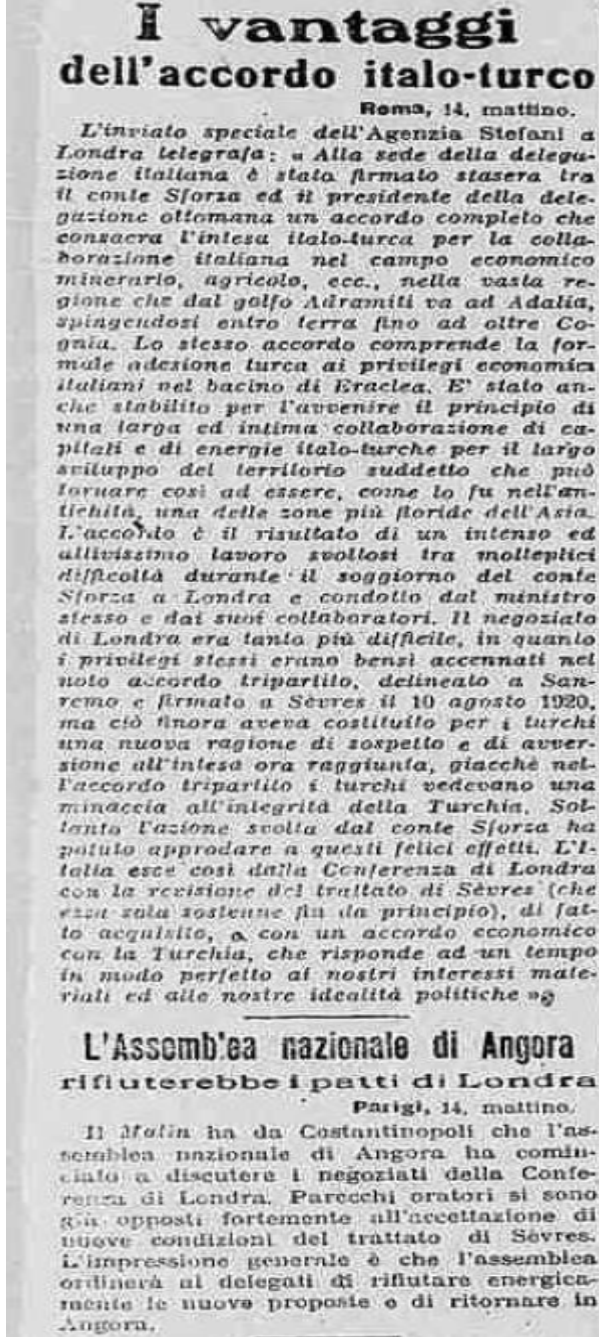 I vantaggi
dell'accordo italo-turco
Roma, 14, mattino.
L'inviato speciale dell'Agenzia Stefani a
Londra telegrafa: « Alla sede della delega-
zione italiana è stato firmato stasera tra
il conte Sforza ed il presidente della dele-
gazione ottomana un accordo completo che
consacra l'intesa italo-turca per la colla-
borazione italiana nel campo economico
minerario, agricolo, ecc., nella vasta re-
gione che dal golfo Adramiti va ad Adalia,
spingendosi entro terra fino ad oltre Co-
gnia. Lo stesso accordo comprende la for-
male adesione turca ai privilegi economici
italiani nel bacino di Eraclea. E' stato an-
che stabilito per l'avvenire il principio di
una larga ed intima collaborazione di ca-
pitali e di energie italo-turche per il largo
sviluppo del territorio suddetto che può
tornare così ad essere, come lo fu nell'an-
tichità, una delle zone più floride dell'Asia.
L'accordo è il risultato di un intenso ed
attivissimo lavoro svoltosi tra molteplici
difficoltà durante il soggiorno del conte
Sforza a Londra e condotto dal ministro
stesso e dai suoi collaboratori. Il negoziato
di Londra era tanto più difficile, in quanto
i privilegi stessi erano bensì accennati nel
noto accordo tripartito, delineato a San-
remo e firmato a Sèvres il 10 agosto 1920,
ma ciò finora aveva costituito per i turchi
una nuova ragione di sospetto e di avver-
sione all'intesa ora raggiunta, giacchè nel-
l'accordo tripartito i turchi vedevano una
minaccia all'integrità della Turchia. Sol-
tanto l'azione svolta dal conte Sforza ha
potuto approdare a questi felici effetti. L'I-
talia esce così dalla Conferenza di Londra
con la revisione del trattato di Sèvres (che
essa sola sostenne fin da principio), di fat-
to acquisito, e con un accordo economico
con la Turchia, che risponde ad un tempo
in modo perfetto ai nostri interessi mate-
riali ed alle nostre idealità politiche »
L'Assemb'ea nazionale di Angora
rifiuterebbe i patti di Londra
Parigi, 14, mattino.
Il Matin ha da Costantinopoli che l'as-
semblea nazionale di Angora ha comin-
ciato a discutere i negoziati della Confe-
renza di Londra. Parecchi oratori si sono
già opposti fortemente all'accettazione di
nuove condizioni del trattato di Sèvres.
L'impressione generale è che l'assemblea
ordinerà ai delegati di rifiutare energica-
mente le nuove proposte e di ritornare in
Angora.